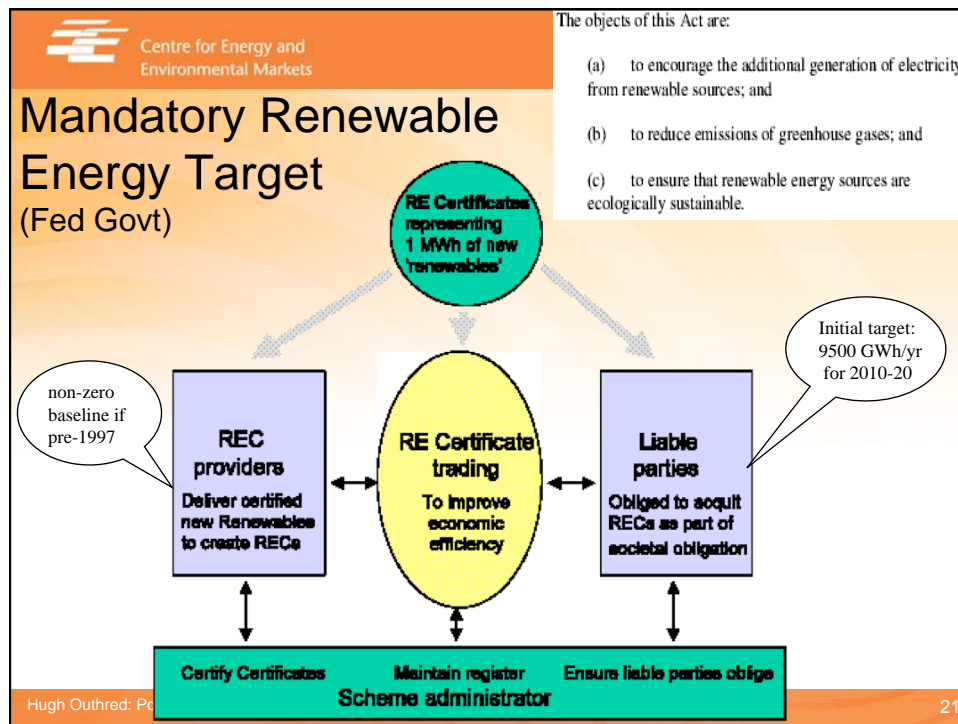 Centre for Energy and
Environmental Markets
The objects of this Act are:
(a) to encourage the additional generation of electricity
from renewable sources; and
(b) to reduce emissions of greenhouse gases; and
(c) to ensure that renewable energy sources are
ecologically sustainable.
Mandatory Renewable
Energy Target
(Fed Govt)
RE Certificates
representing
1 MWh of new
'renewables'
Initial target:
9500 GWh/yr
for 2010-20
non-zero
baseline if
pre-1997
REC
providers
Deliver certified
new Renewables
to create RECs
RE Certificate
trading
To improve
economic
efficiency
Liable
parties
Obliged to acquit
RECs as part of
societal obligation
Certify Certificates
Maintain register
Ensure liable parties oblige
Scheme administrator
Hugh Outhred:
21